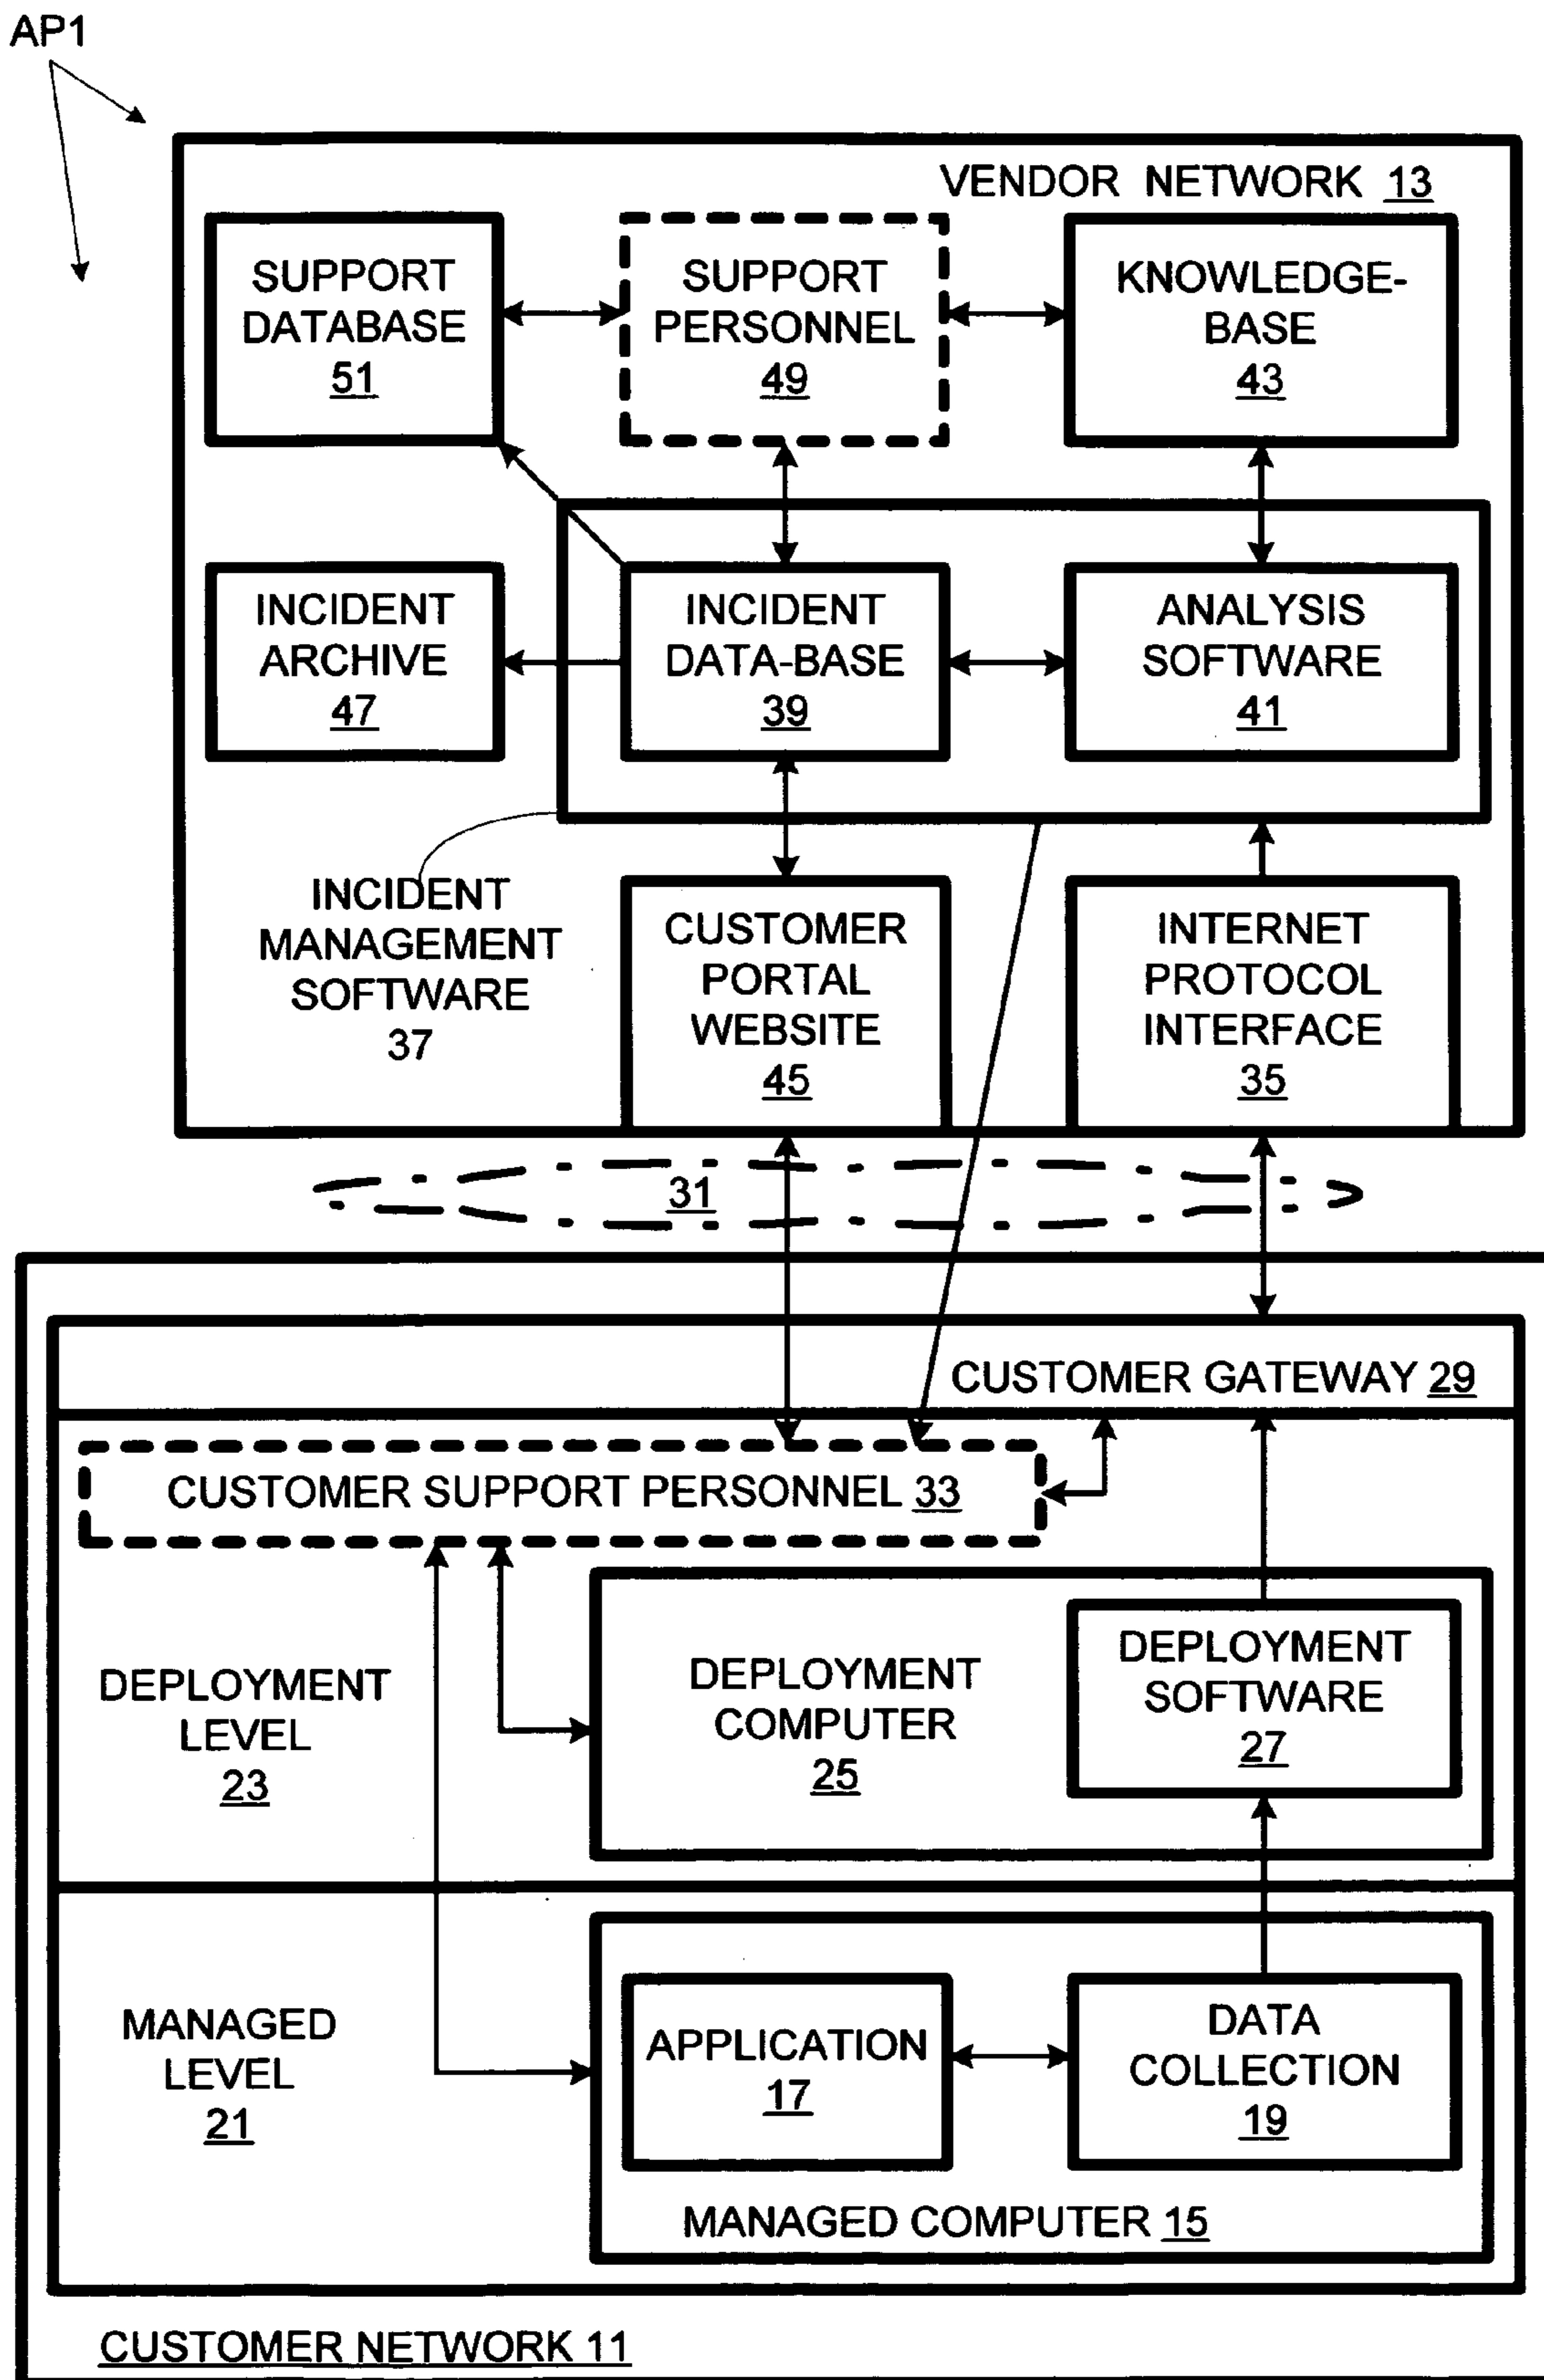 AP1
VENDOR NETWORK 13
SUPPORT
DATABASE
51
SUPPORT
PERSONNEL
49
KNOWLEDGE-
BASE
43
INCIDENT
ARCHIVE
47
INCIDENT
DATA-BASE
39
ANALYSIS
SOFTWARE
41
INCIDENT
MANAGEMENT
SOFTWARE
37
CUSTOMER
PORTAL
WEBSITE
45
INTERNET
PROTOCOL
INTERFACE
35
31
CUSTOMER GATEWAY 29
CUSTOMER SUPPORT PERSONNEL 33
DEPLOYMENT
LEVEL
23
DEPLOYMENT
COMPUTER
25
DEPLOYMENT
SOFTWARE
27
MANAGED
LEVEL
21
APPLICATION
17
DATA
COLLECTION
19
MANAGED COMPUTER 15
CUSTOMER NETWORK 11